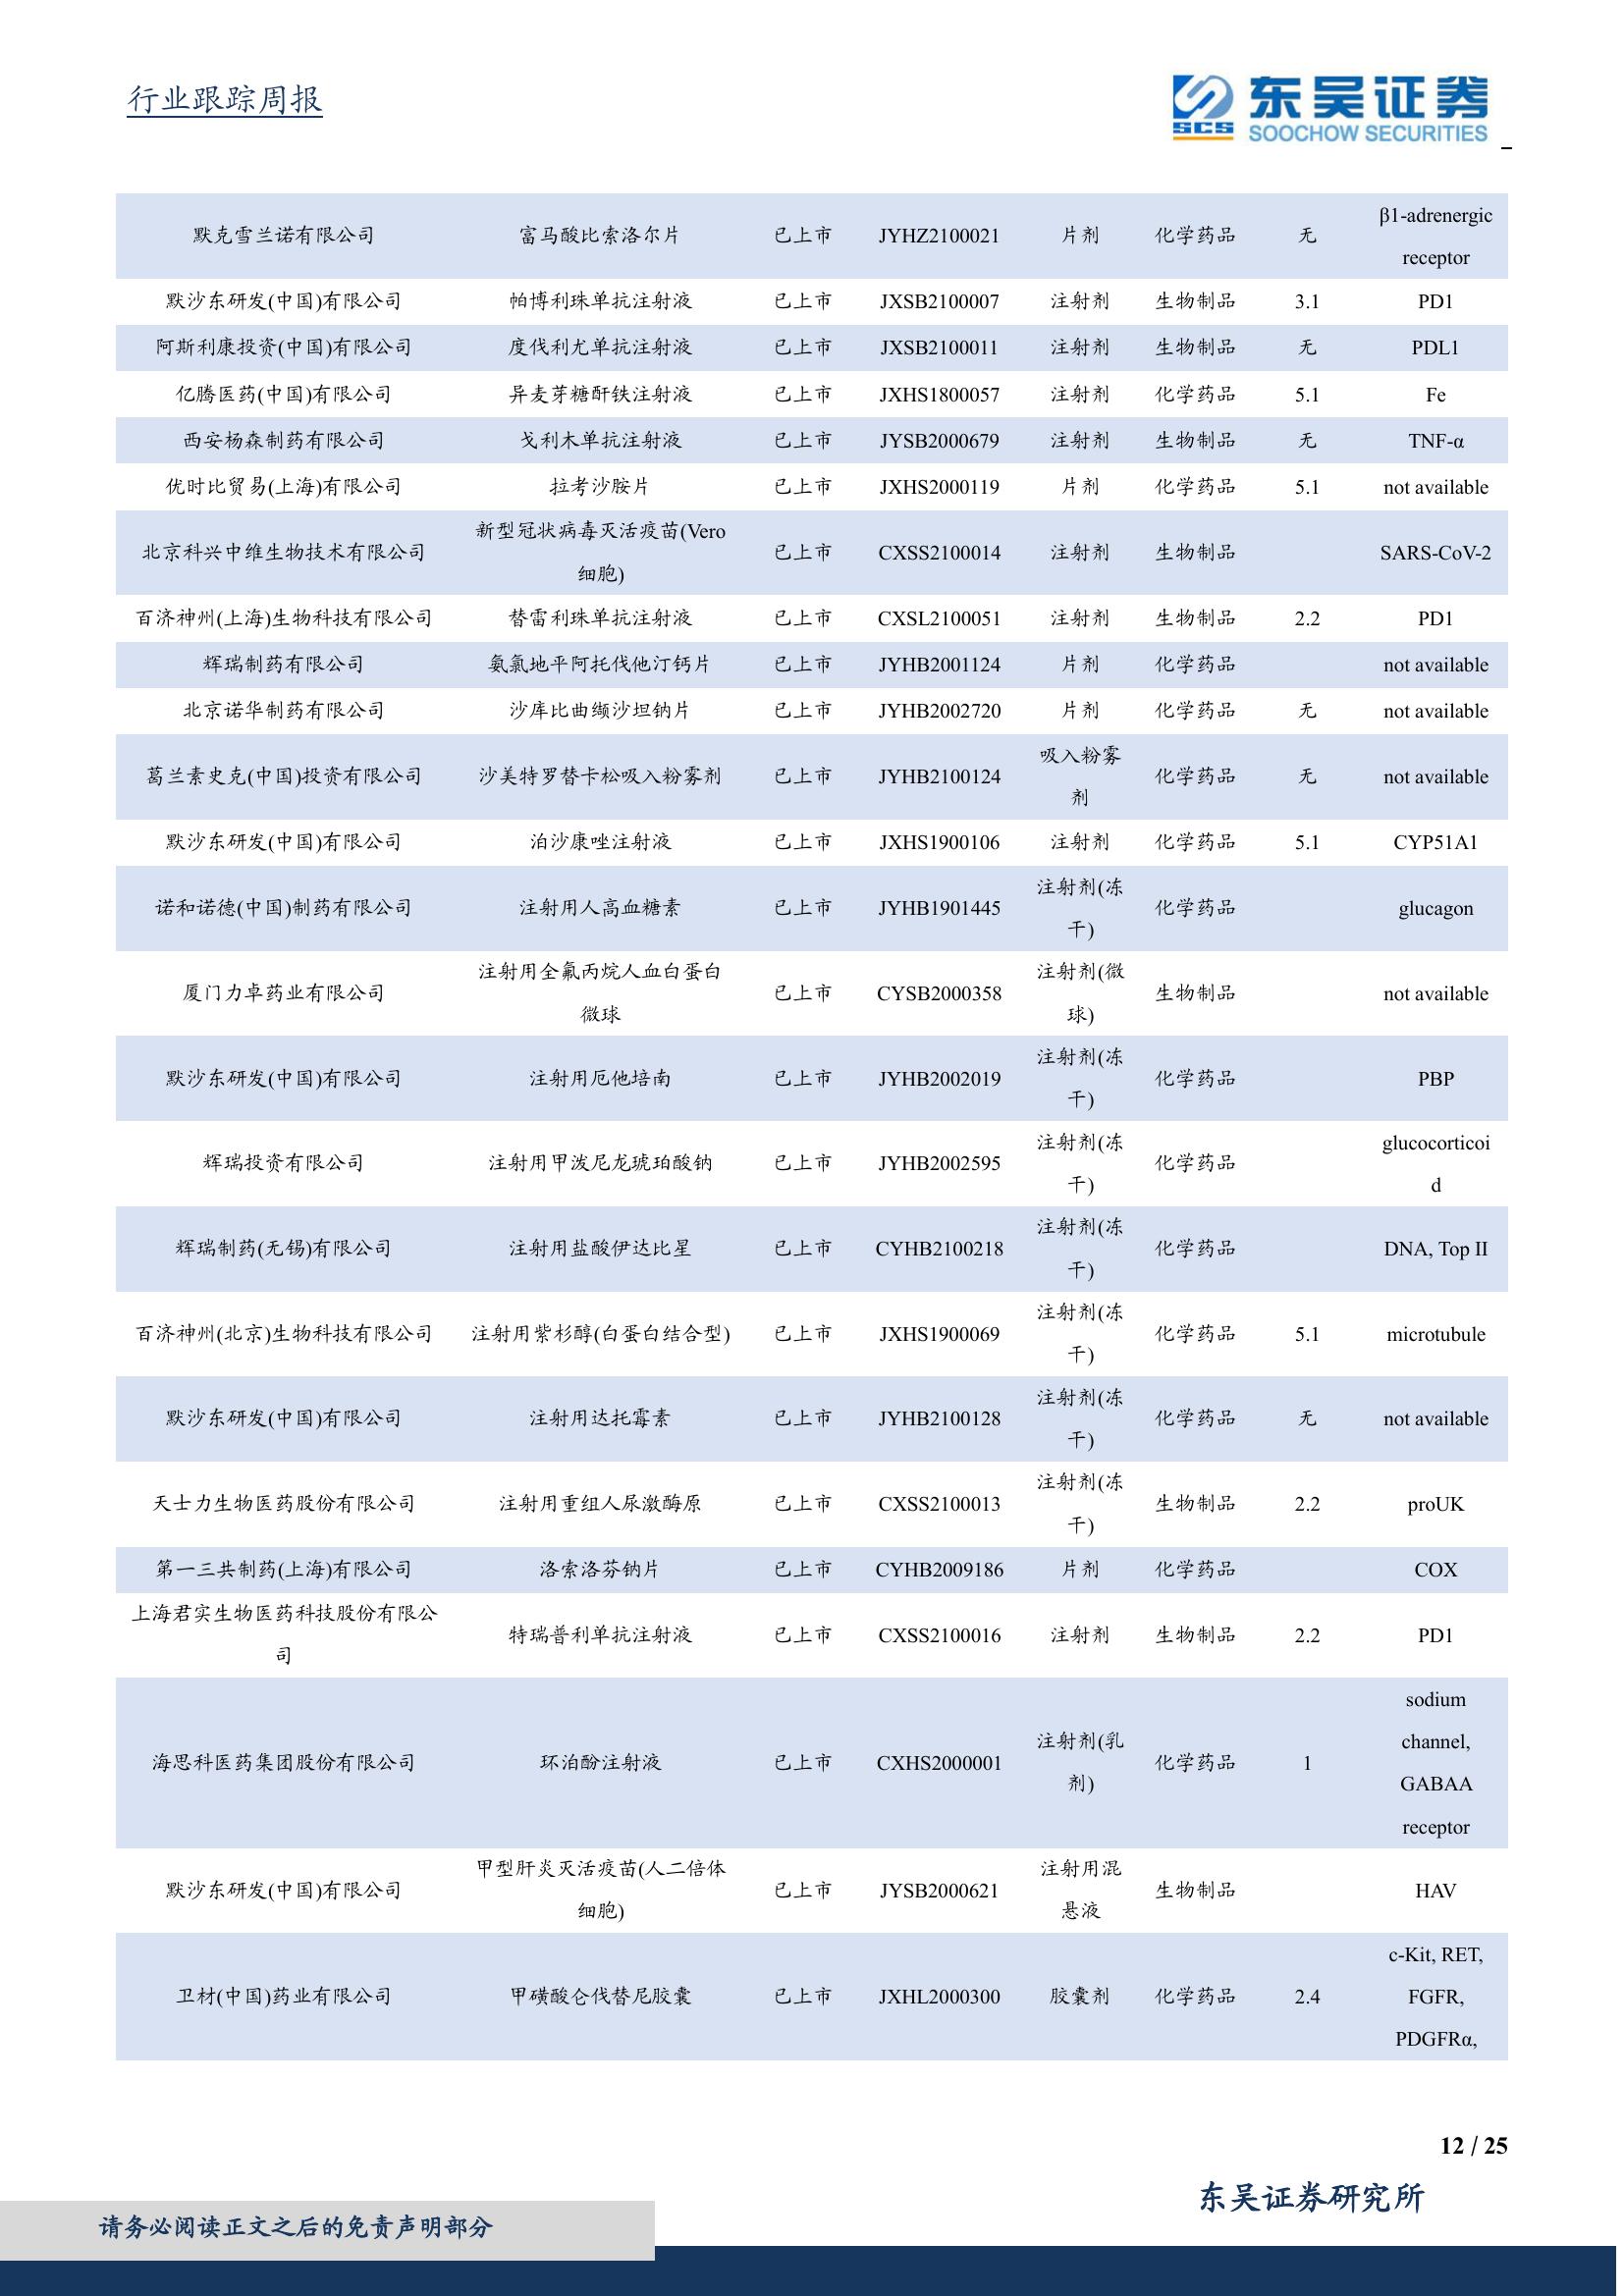 行业跟踪周报
SCS
东吴证券
SOOCHOW SECURITIES
默克雪兰诺有限公司 富马酸比索洛尔片 已上市 JYHZ2100021 片剂 化学药品 无 β1-adrenergic
receptor
默沙东研发(中国)有限公司 帕博利珠单抗注射液 已上市 JXSB2100007 注射剂 生物制品 3.1 PD1
阿斯利康投资(中国)有限公司 度伐利尤单抗注射液 已上市 JXSB2100011 注射剂 生物制品 无 PDL1
亿腾医药(中国)有限公司 异麦芽糖酐铁注射液 已上市 JXHS1800057 注射剂 化学药品 5.1 Fe
西安杨森制药有限公司 戈利木单抗注射液 已上市 JYSB2000679 注射剂 生物制品 无 TNF-α
优时比贸易(上海)有限公司 拉考沙胺片 已上市 JXHS2000119 片剂 化学药品 5.1 not available
北京科兴中维生物技术有限公司 新型冠状病毒灭活疫苗(Vero
细胞) 已上市 CXSS2100014 注射剂 生物制品 SARS-CoV-2
百济神州(上海)生物科技有限公司 替雷利珠单抗注射液 已上市 CXSL2100051 注射剂 生物制品 2.2 PD1
辉瑞制药有限公司 氨氯地平阿托伐他汀钙片 已上市 JYHB2001124 片剂 化学药品 not available
北京诺华制药有限公司 沙库比曲缬沙坦钠片 已上市 JYHB2002720 片剂 化学药品 无 not available
葛兰素史克(中国)投资有限公司 沙美特罗替卡松吸入粉雾剂 已上市 JYHB2100124 吸入粉雾
剂 化学药品 无 not available
默沙东研发(中国)有限公司 泊沙康唑注射液 已上市 JXHS1900106 注射剂 化学药品 5.1 CYP51A1
诺和诺德(中国)制药有限公司 注射用人高血糖素 已上市 JYHB1901445 注射剂(冻
干) 化学药品 glucagon
厦门力卓药业有限公司 注射用全氟丙烷人血白蛋白
微球 已上市 CYSB2000358 注射剂(微
球) 生物制品 not available
默沙东研发(中国)有限公司 注射用厄他培南 已上市 JYHB2002019 注射剂(冻
干) 化学药品 PBP
辉瑞投资有限公司 注射用甲泼尼龙琥珀酸钠 已上市 JYHB2002595 注射剂(冻
干) 化学药品 glucocorticoi
d
辉瑞制药(无锡)有限公司 注射用盐酸伊达比星 已上市 CYHB2100218 注射剂(冻
干) 化学药品 DNA, Top II
百济神州(北京)生物科技有限公司 注射用紫杉醇(白蛋白结合型) 已上市 JXHS1900069 注射剂(冻
干) 化学药品 5.1 microtubule
默沙东研发(中国)有限公司 注射用达托霉素 已上市 JYHB2100128 注射剂(冻
干) 化学药品 无 not available
天士力生物医药股份有限公司 注射用重组人尿激酶原 已上市 CXSS2100013 注射剂(冻
干) 生物制品 2.2 proUK
第一三共制药(上海)有限公司 洛索洛芬钠片 已上市 CYHB2009186 片剂 化学药品 COX
上海君实生物医药科技股份有限公
司 特瑞普利单抗注射液 已上市 CXSS2100016 注射剂 生物制品 2.2 PD1
海思科医药集团股份有限公司 环泊酚注射液 已上市 CXHS2000001 注射剂(乳
剂) 化学药品 1 sodium
channel,
GABAA
receptor
默沙东研发(中国)有限公司 甲型肝炎灭活疫苗(人二倍体
细胞) 已上市 JYSB2000621 注射用混
悬液 生物制品 HAV
卫材(中国)药业有限公司 甲磺酸仑伐替尼胶囊 已上市 JXHL2000300 胶囊剂 化学药品 2.4 c-Kit, RET,
FGFR,
PDGFRα,
12 / 25
东吴证券研究所
请务必阅读正文之后的免责声明部分